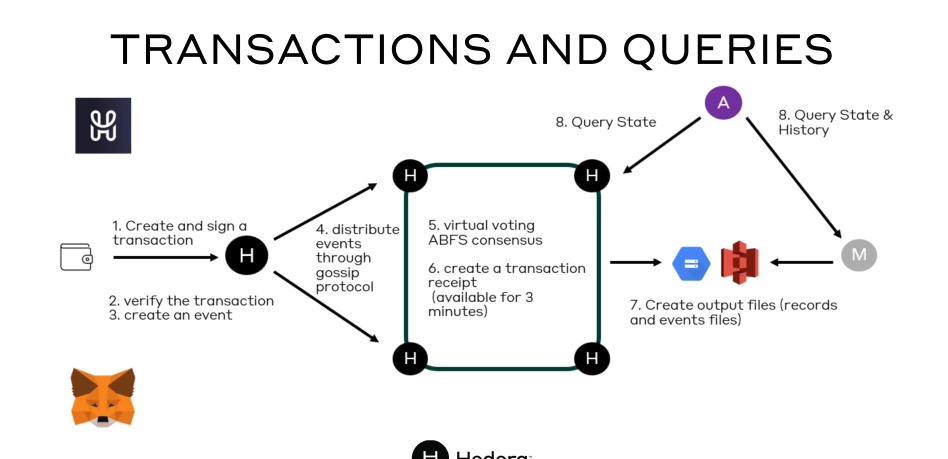 TRANSACTIONS AND QUERIES
A
8. Query State
8. Query State &
History
H
H
1. Create and sign a
transaction
H
4. distribute
events
through
gossip
protocol
5. virtual voting
ABFS consensus
6. create a transaction
receipt
(available for 3
minutes)
M
2. verify the transaction
3. create an event
7. Create output files (records
and events files)
H
H
H Hedera